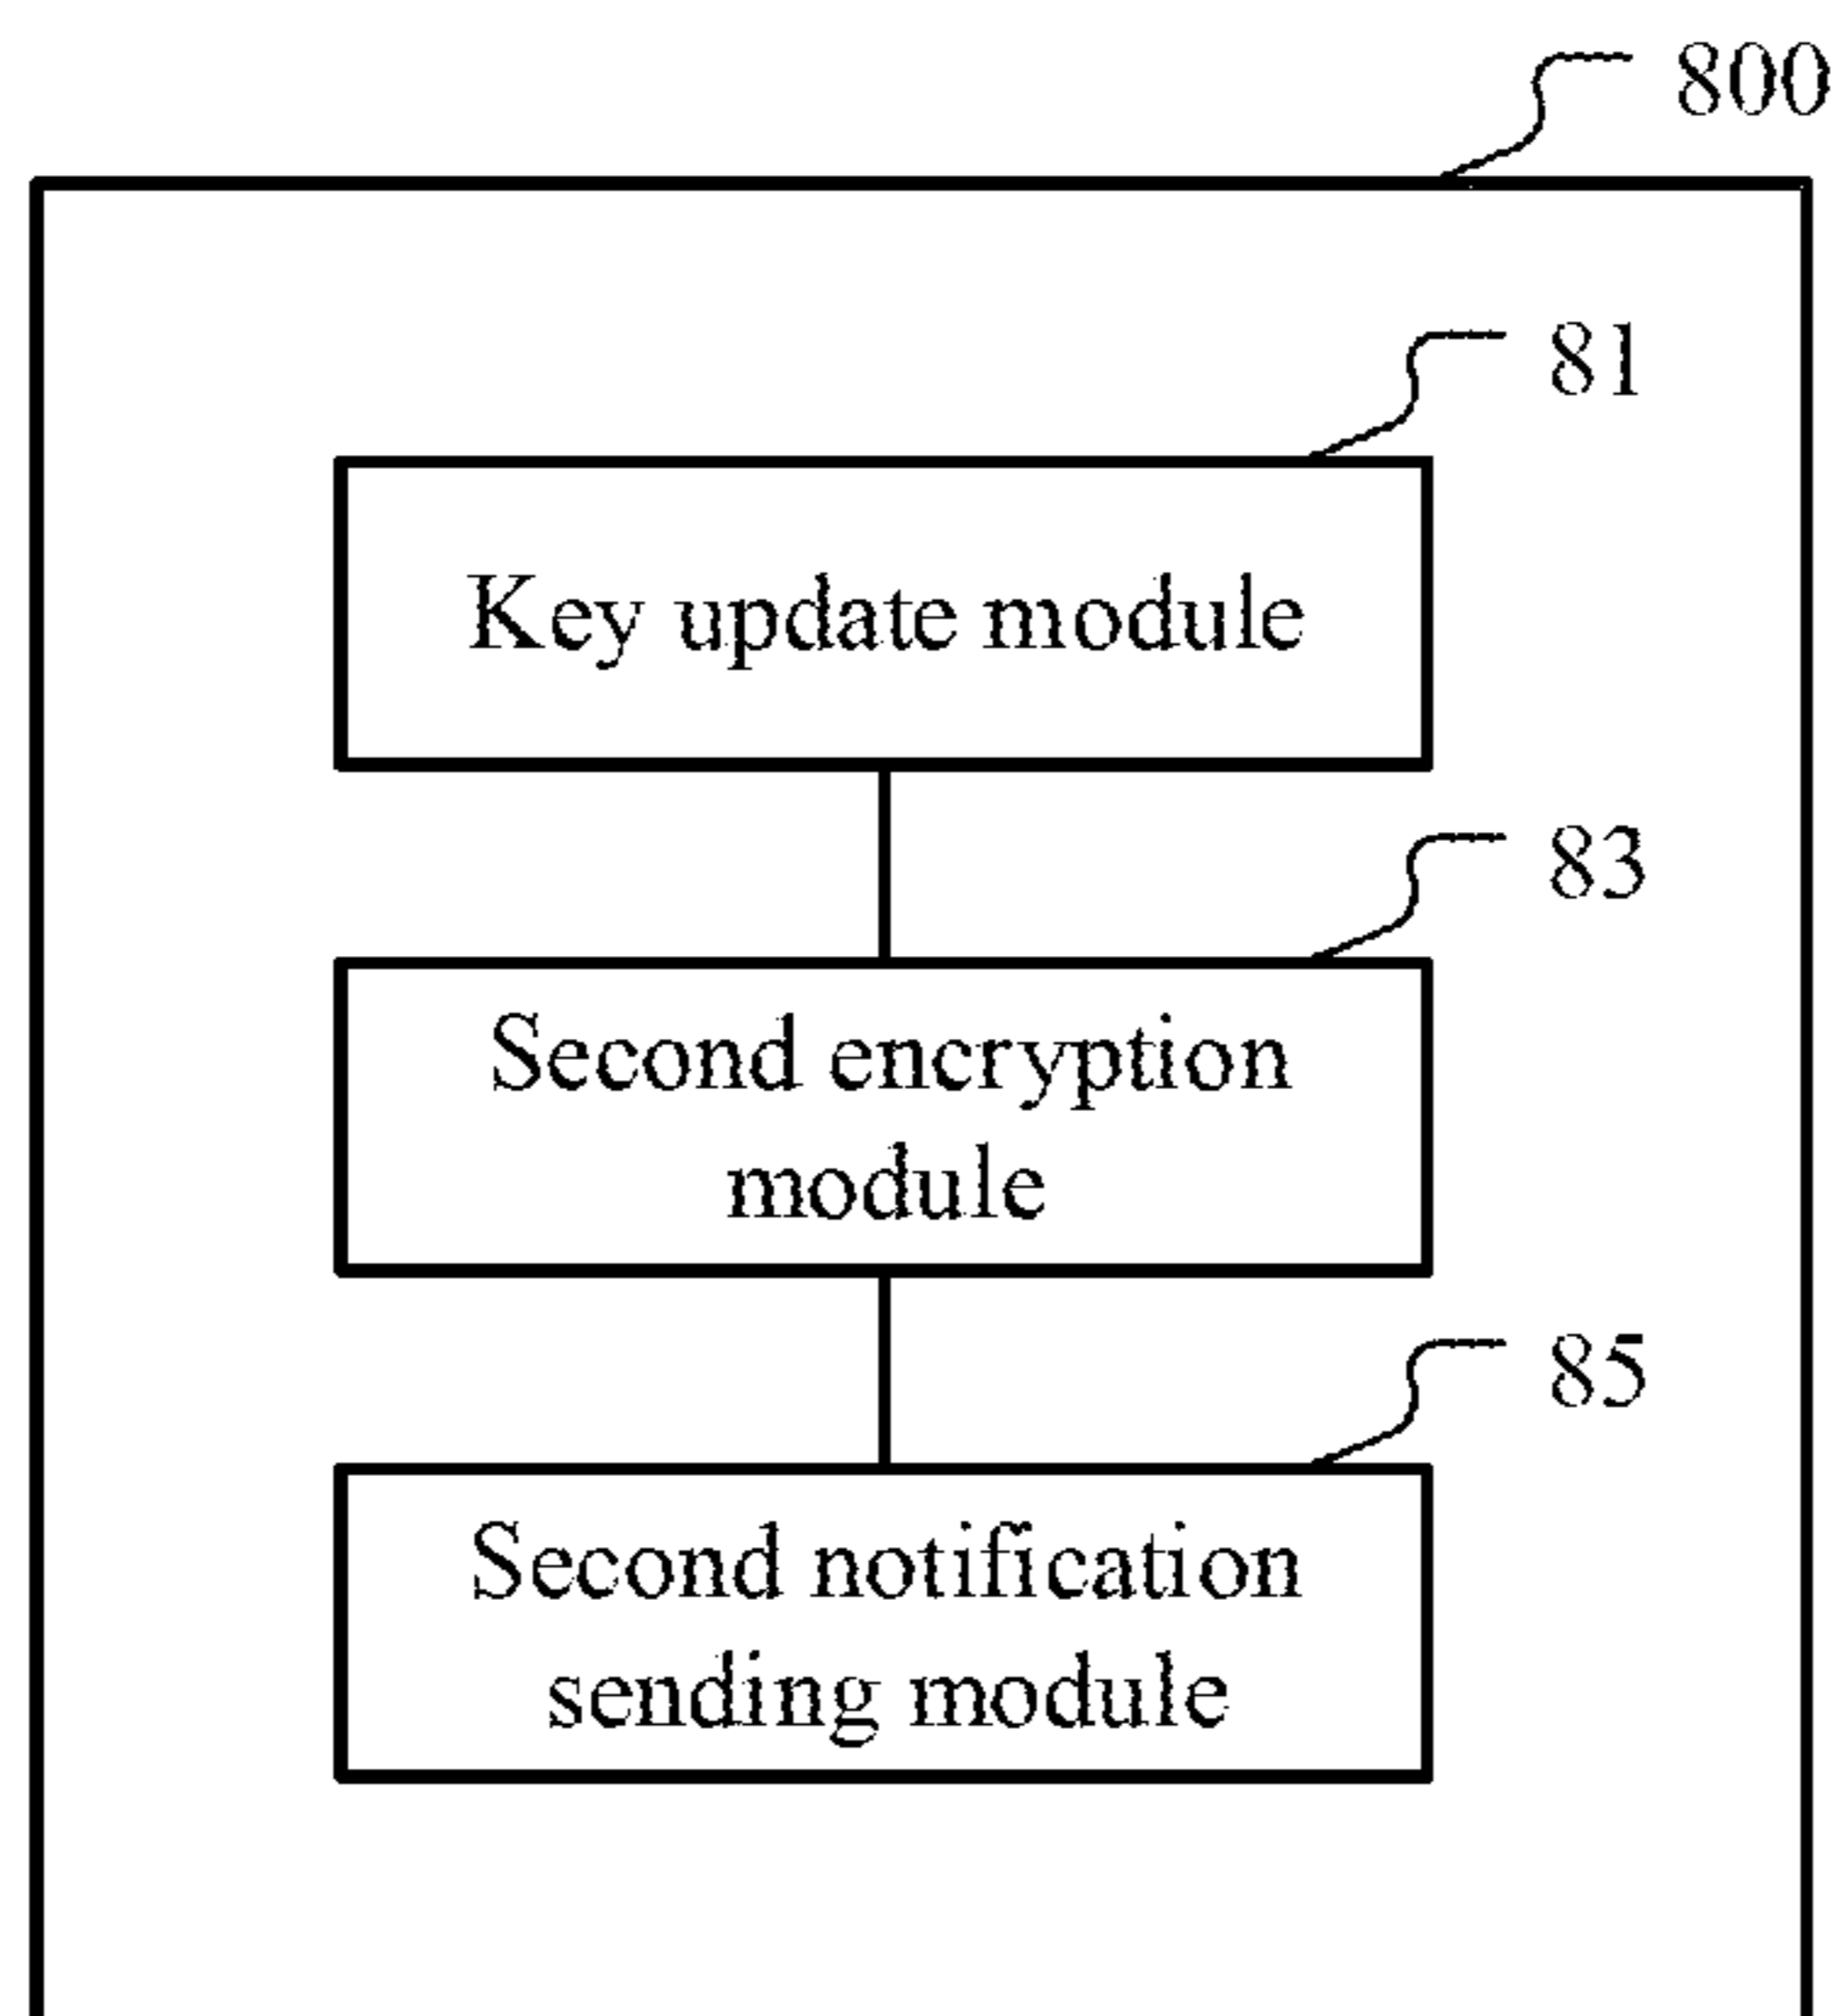 800
81
Key update module
83
Second encryption
module
85
Second notification
sending module